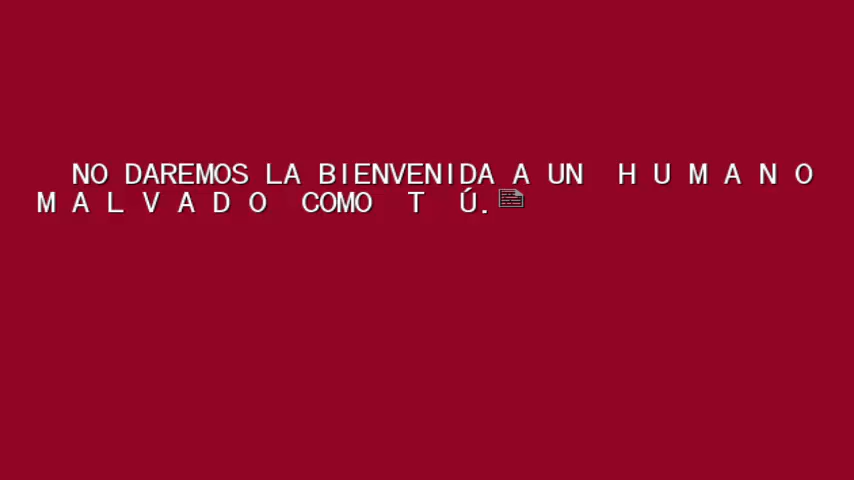 NO DAREMOS LA BIENVENIDA A UN H U M A N O
M A L V A D O COMO T Ú.